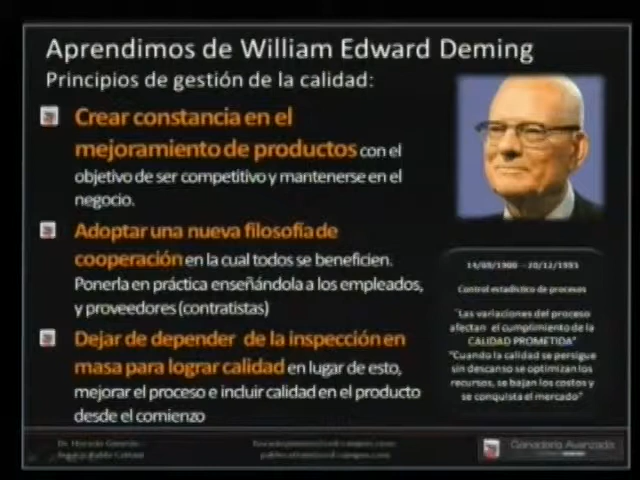 Aprendimos de William Edward Deming
Principios de gestión de la calidad:
Crear constancia en el
mejoramiento de productos con el
objetivo de ser competitivo y mantenerse en el
negocio.
Adoptar una nueva filosofía de
cooperación en la cual todos se beneficien.
Ponerla en práctica enseñándola a los empleados,
y proveedores (contratistas)
Dejar de depender de la inspección en
masa para lograr calidad en lugar de esto,
mejorar el proceso e incluir calidad en el producto
desde el comienzo
20/12/1993
Control estadístico de procesos
"Las variaciones del proceso
afectan el cumplimiento de la
CALIDAD PROMETIDA"
"Cuando la calidad se persigue
sin descanso se optimizan los
recursos, se bajan los costos y
se conquista el mercado"
Ganadería Avanzada